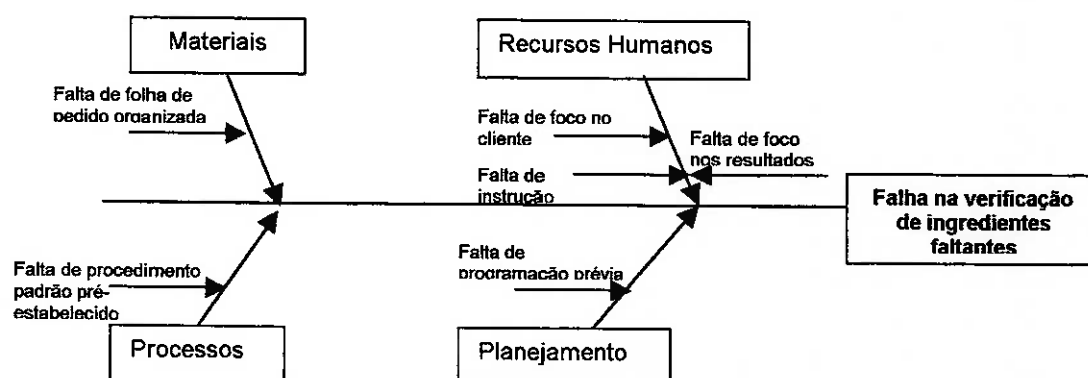 Materiais
Recursos Humanos
Falta de folha de
pedido organizada
Falta de foco no
cliente
Falta de foco
nos resultados
Falta de
instrução
Falha na verificação
de ingredientes
faltantes
Falta de procedimento
padrão pré-
estabelecido
Falta de
programação prévia
Processos
Planejamento